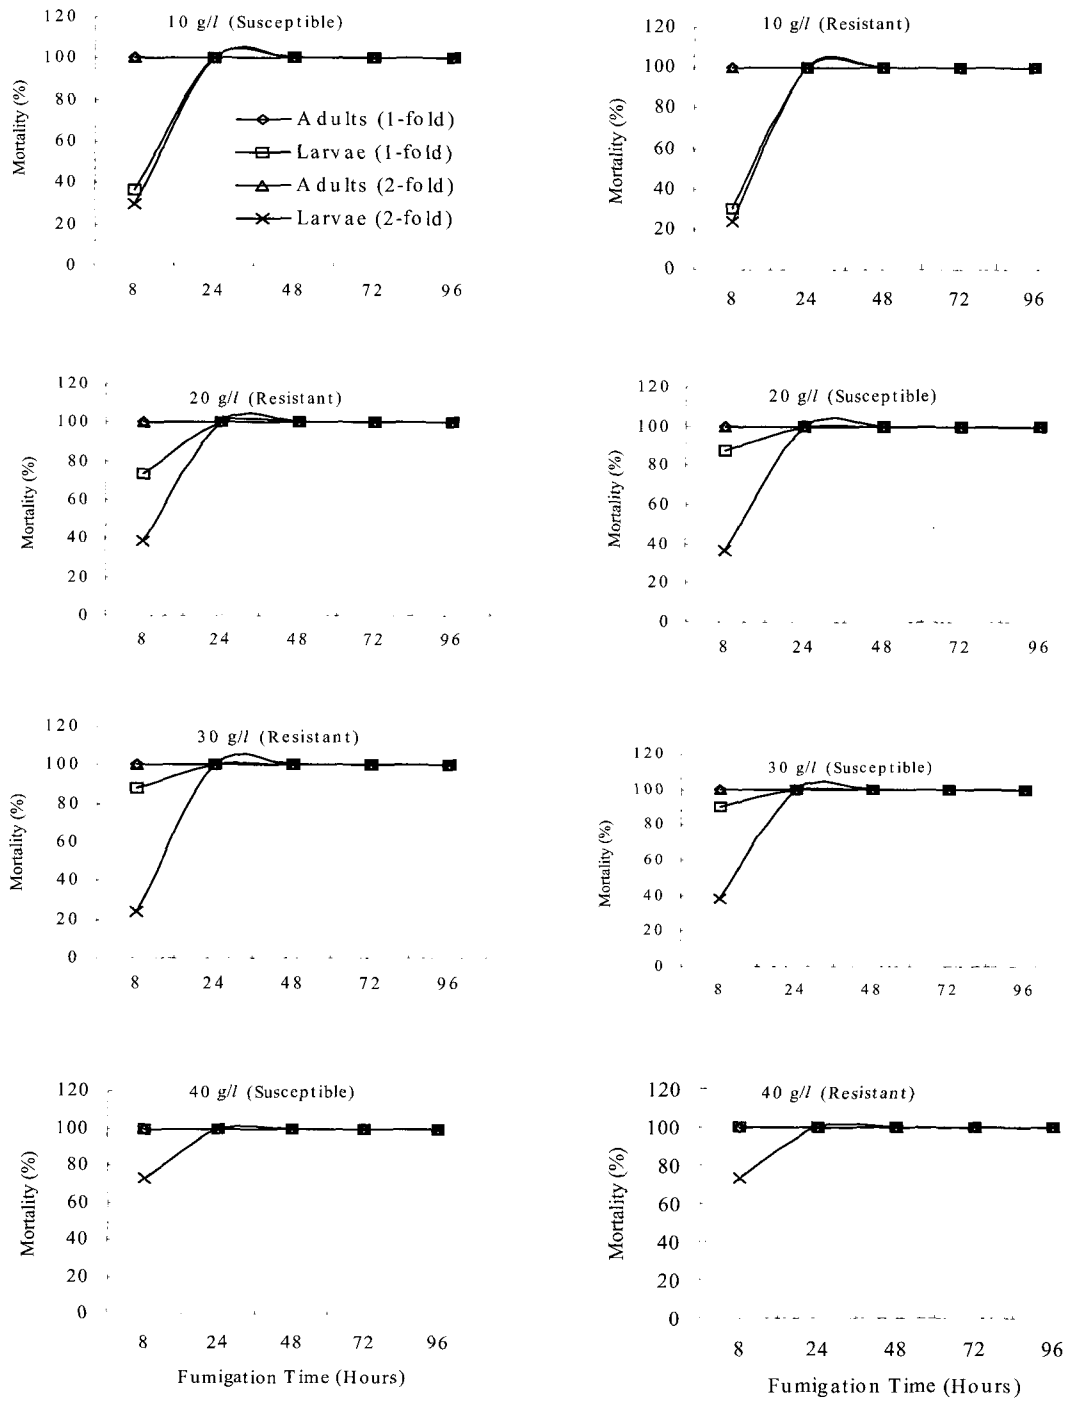 10 g/l (Susceptible)
120
100
80
60
40
20
0
Mortality (%)
Adults (1-fold)
Larvae (1-fold)
Adults (2-fold)
Larvae (2-fold)
8 24 48 72 96
10 g/l (Resistant)
120
100
80
60
40
20
0
Mortality (%)
8 24 48 72 96
20 g/l (Resistant)
120
100
80
60
40
20
0
Mortality (%)
8 24 48 72 96
20 g/l (Susceptible)
120
100
80
60
40
20
0
Mortality (%)
8 24 48 72 96
30 g/l (Resistant)
120
100
80
60
40
20
0
Mortality (%)
8 24 48 72 96
30 g/l (Susceptible)
120
100
80
60
40
20
0
Mortality (%)
8 24 48 72 96
40 g/l (Susceptible)
120
100
80
60
40
20
0
Mortality (%)
8 24 48 72 96
Fumigation Time (Hours)
40 g/l (Resistant)
120
100
80
60
40
20
0
Mortality (%)
8 24 48 72 96
Fumigation Time (Hours)